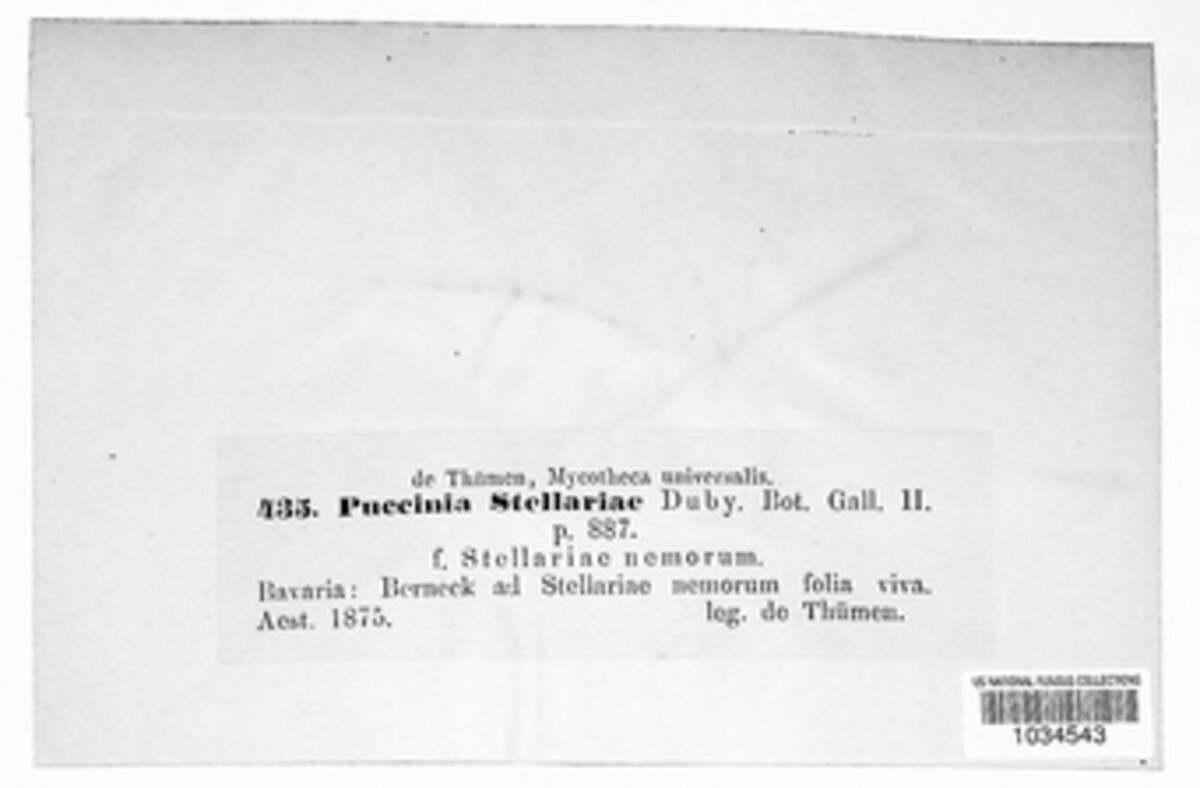 de Thümen, Mycotheca universalis.
435. Puccinia Stellariae Duby. Bot. Gall. II.
p. 887.
f. Stellariae nemorum.
Bavaria: Berneck ad Stellariae nemorum folia viva.
Aest. 1875. leg. de Thümen.
US NATIONAL FUNGUS COLLECTIONS
1034543